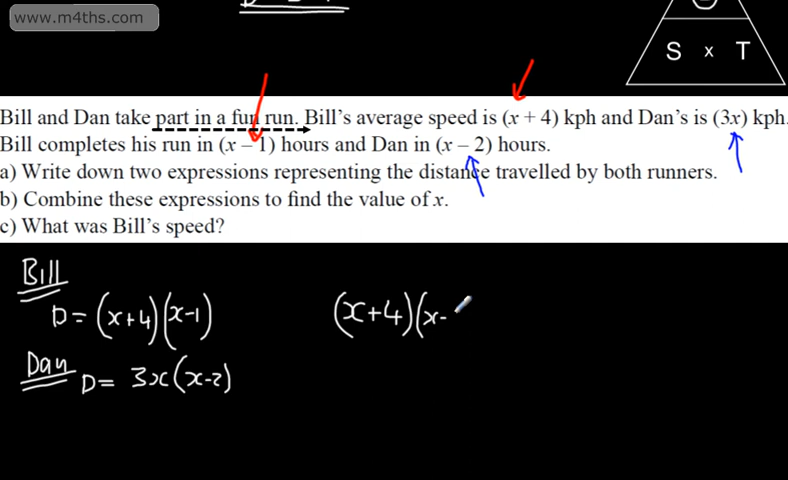 www.m4ths.com
S x T
Bill and Dan take part in a fun run. Bill's average speed is (x + 4) kph and Dan's is (3x) kph.
Bill completes his run in (x – 1) hours and Dan in (x – 2) hours.
a) Write down two expressions representing the distance travelled by both runners.
b) Combine these expressions to find the value of x.
c) What was Bill's speed?
Bill
D = (x+4)(x-1)
(x+4)(x-
Dan
D = 3x(x-2)